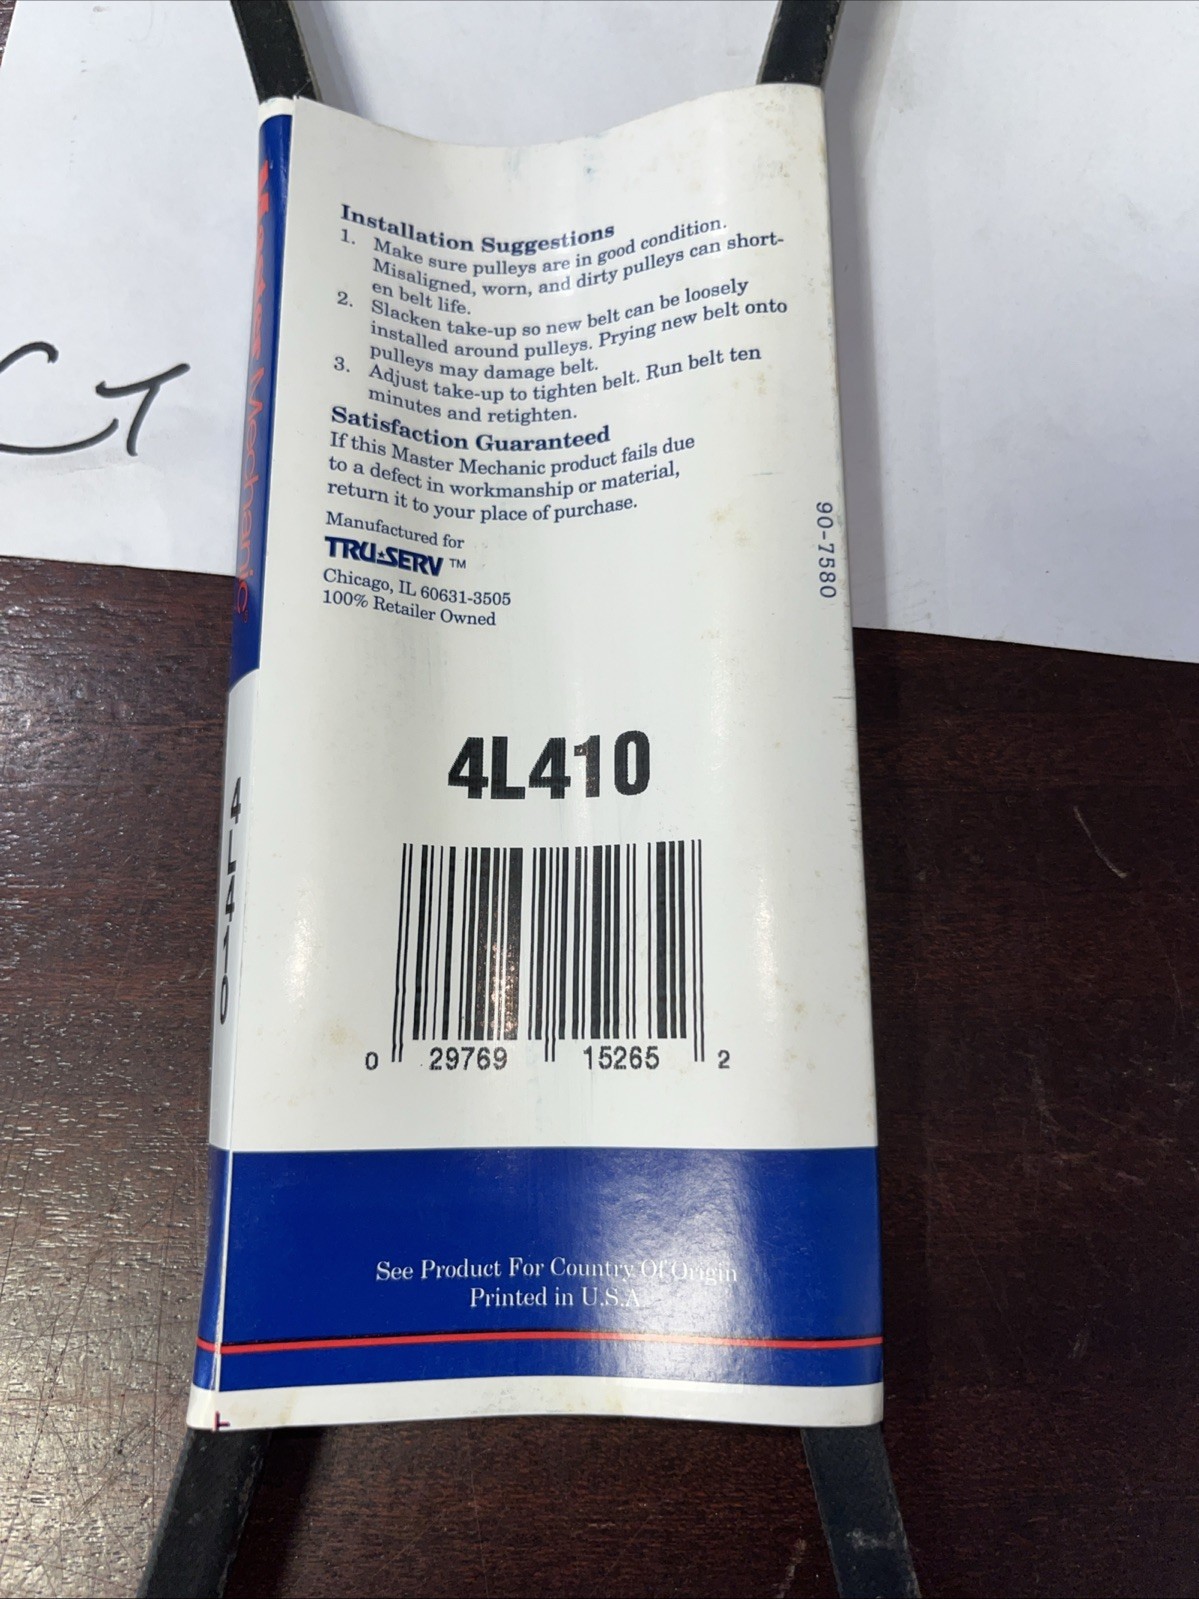 Installation Suggestions
1. Make sure pulleys are in good condition.
Misaligned, worn, and dirty pulleys can short-
en belt life.
2. Slacken take-up so new belt can be loosely
installed around pulleys. Prying new belt onto
pulleys may damage belt.
3. Adjust take-up to tighten belt. Run belt ten
minutes and retighten.
Satisfaction Guaranteed
If this Master Mechanic product fails due
to a defect in workmanship or material,
return it to your place of purchase.
Manufactured for
TRU★SERV ™
Chicago, IL 60631-3505
100% Retailer Owned
90-7580
4L410
0 29769 15265 2
See Product For Country Of Origin
Printed in U.S.A
Master Mechanic
4L410
CT